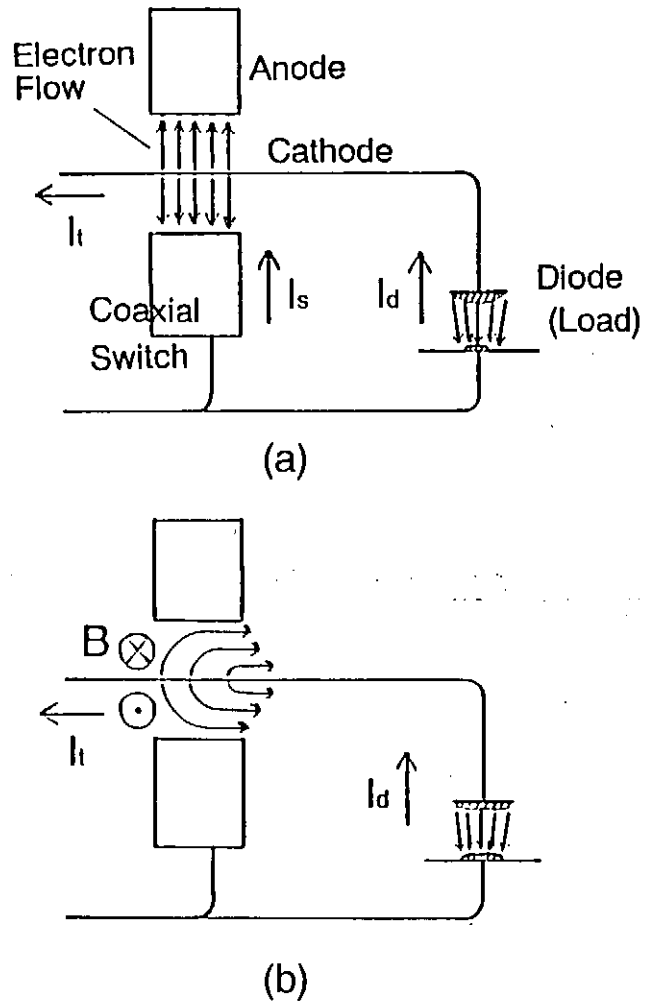 Electron
Flow
Anode
Cathode
It
Is
Id
Diode
(Load)
Coaxial
Switch
(a)
B
It
Id
(b)